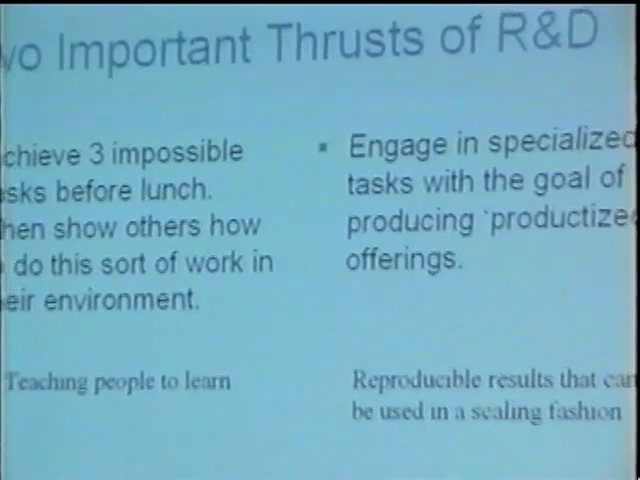 vo Important Thrusts of R&D
chieve 3 impossible
sks before lunch.
hen show others how
do this sort of work in
eir environment.
Teaching people to learn
▪ Engage in specialized
tasks with the goal of
producing 'productize
offerings.
Reproducible results that can
be used in a scaling fashion